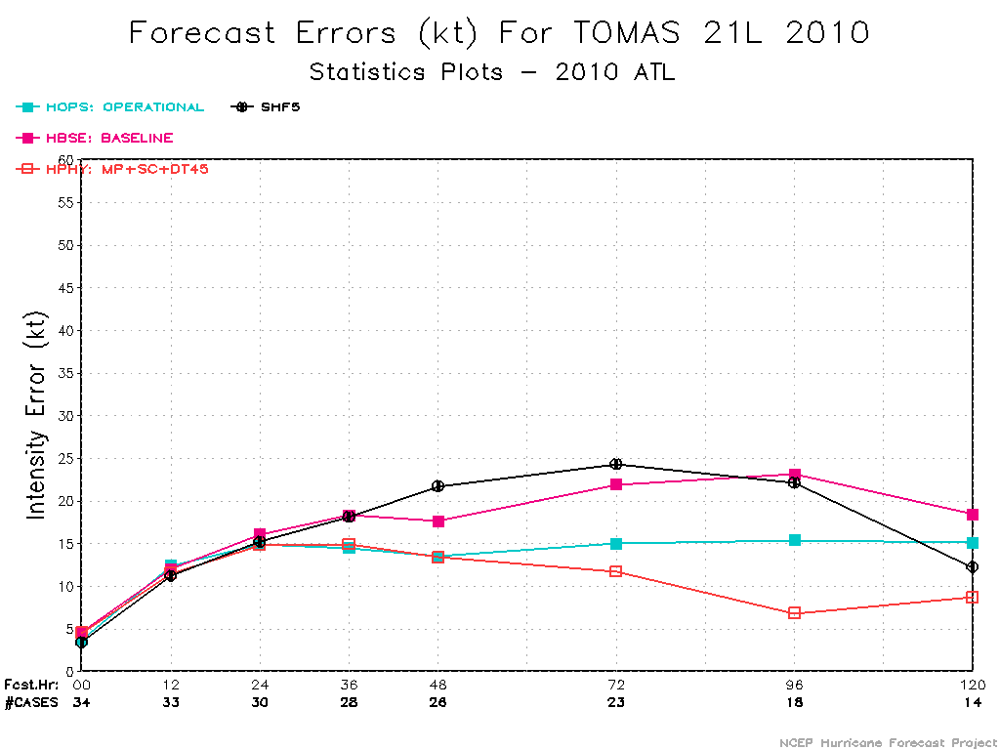 Forecast Errors (kt) For TOMAS 21L 2010
Statistics Plots - 2010 ATL
HOPS: OPERATIONAL SHF5
HBSE: BASELINE
HPHY: MP+SC+DT45
60
55
50
45
40
35
30
25
20
15
10
5
0
Intensity Error (kt)
Fcst.Hr: 00 12 24 36 48 72 96 120
#CASES 34 33 30 28 26 23 18 14
NCEP Hurricane Forecast Project